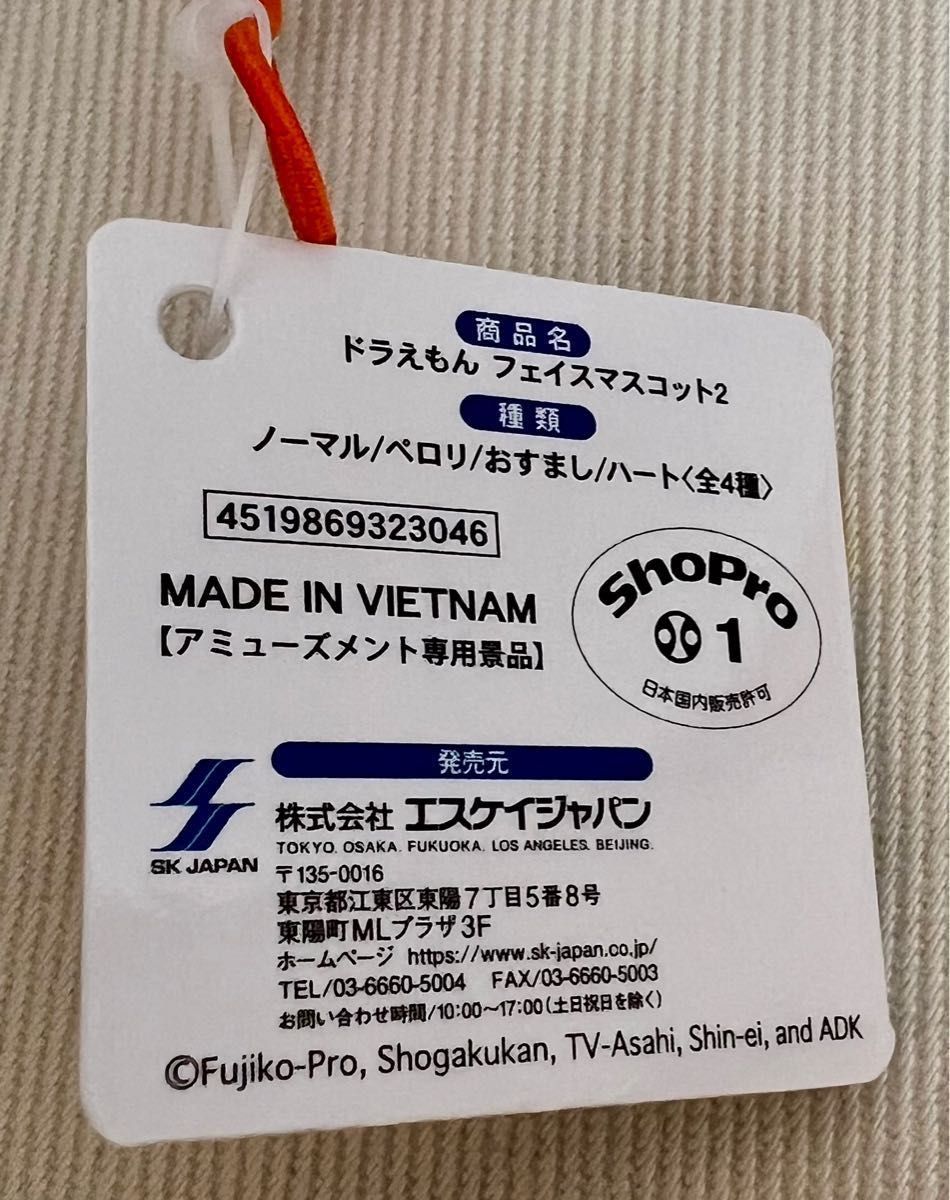 商品名
ドラえもん フェイスマスコット2
種類
ノーマル/ペロリ/おすまし/ハート〈全4種〉
4519869323046
MADE IN VIETNAM
【アミューズメント専用景品】
ShoPro
1
日本国内販売許可
発売元
SK JAPAN
株式会社 エスケイジャパン
TOKYO. OSAKA. FUKUOKA. LOS ANGELES. BEIJING.
〒135-0016
東京都江東区東陽7丁目5番8号
東陽町MLプラザ3F
ホームページ https://www.sk-japan.co.jp/
TEL/03-6660-5004 FAX/03-6660-5003
お問い合わせ時間/10:00〜17:00(土日祝日を除く)
©Fujiko-Pro, Shogakukan, TV-Asahi, Shin-ei, and ADK